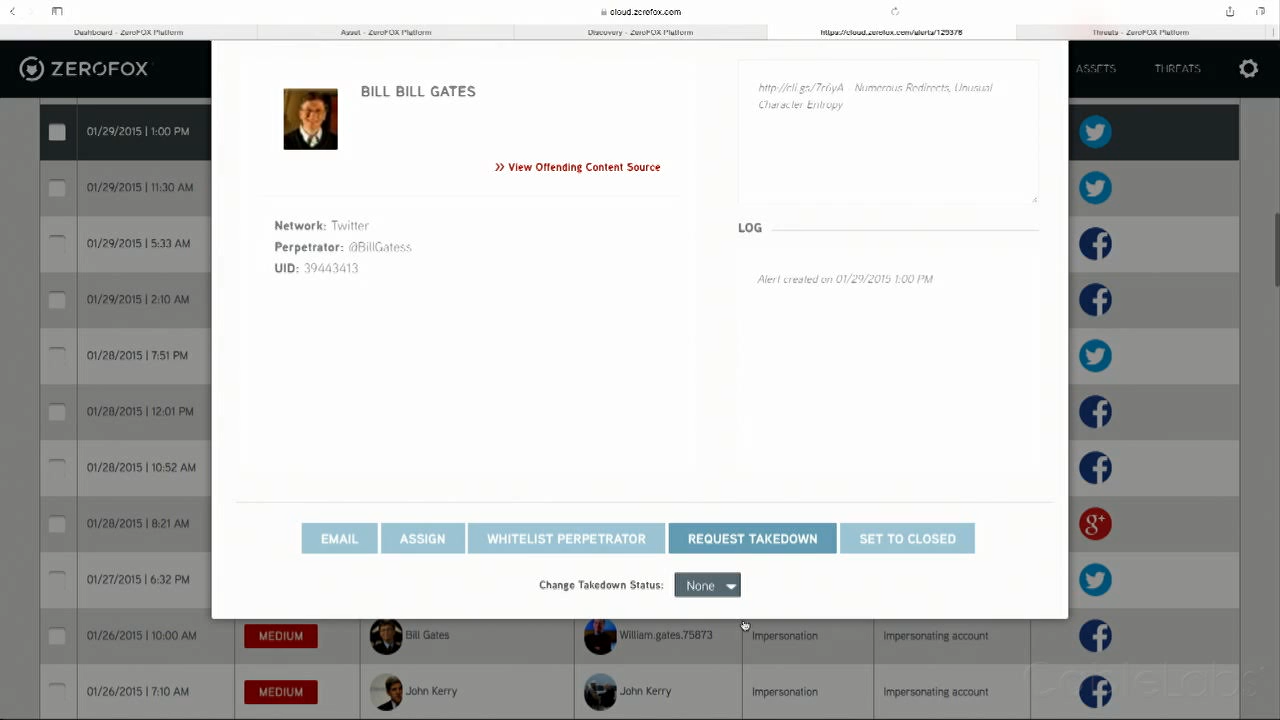 cloud.zerofox.com
Dashboard - ZeroFOX Platform
Asset - ZeroFOX Platform
Discovery - ZeroFOX Platform
https://cloud.zerofox.com/alerts/129378
Threats - ZeroFOX Platform
ZEROFOX
ASSETS
THREATS
BILL BILL GATES
>> View Offending Content Source
Network: Twitter
Perpetrator: @BillGatess
UID: 39443413
http://cli.gs/7r6yA - Numerous Redirects, Unusual
Character Entropy
LOG
Alert created on 01/29/2015 1:00 PM
01/29/2015 | 1:00 PM
01/29/2015 | 11:30 AM
01/29/2015 | 5:33 AM
01/29/2015 | 2:10 AM
01/28/2015 | 7:51 PM
01/28/2015 | 12:01 PM
01/28/2015 | 10:52 AM
01/28/2015 | 8:21 AM
01/27/2015 | 6:32 PM
EMAIL
ASSIGN
WHITELIST PERPETRATOR
REQUEST TAKEDOWN
SET TO CLOSED
Change Takedown Status: None
01/26/2015 | 10:00 AM MEDIUM Bill Gates William.gates.75873 Impersonation Impersonating account
01/26/2015 | 7:10 AM MEDIUM John Kerry John Kerry Impersonation Impersonating account